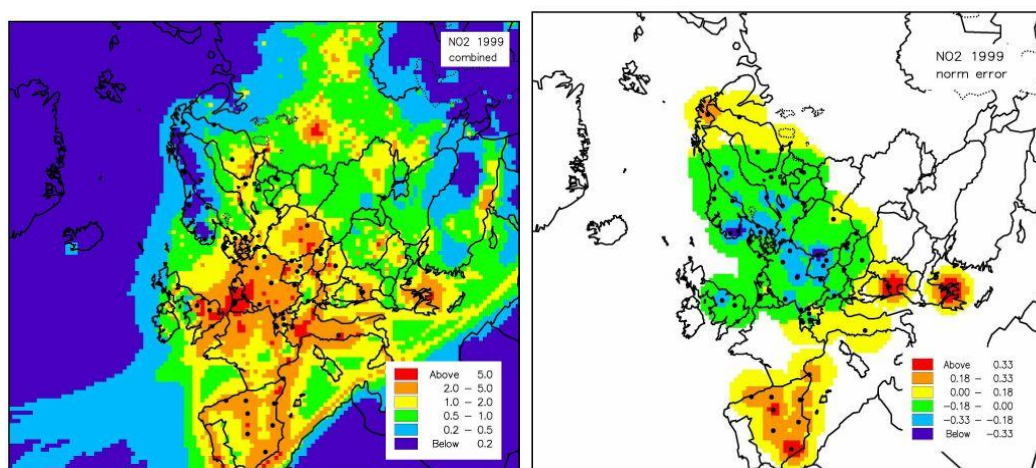 NO2 1999
combined
Above 5.0
2.0 – 5.0
1.0 – 2.0
0.5 – 1.0
0.2 – 0.5
Below 0.2
NO2 1999
norm error
Above 0.33
0.18 – 0.33
0.00 – 0.18
−0.18 – 0.00
−0.33 – −0.18
Below −0.33